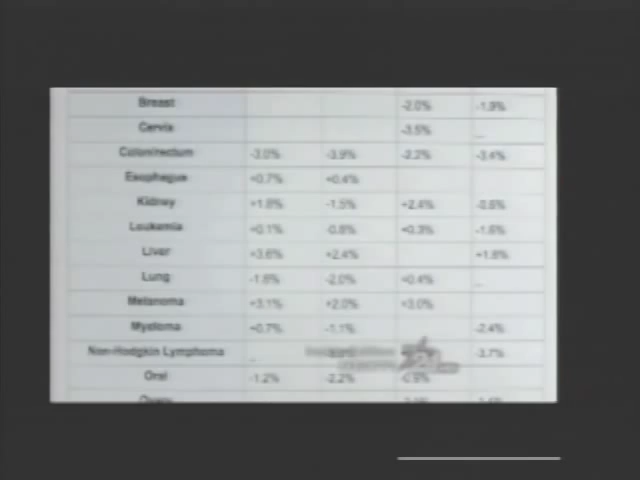 Breast -2.0% -1.9%
Cervix -3.5% _
Colon/rectum -3.0% -3.9% -2.2% -3.4%
Esophagus +0.7% +0.4%
Kidney +1.8% -1.5% +2.4% -0.6%
Leukemia +0.1% -0.8% +0.3% -1.6%
Liver +3.6% +2.4% +1.8%
Lung -1.8% -2.0% +0.4% _
Melanoma +3.1% +2.0% +3.0%
Myeloma +0.7% -1.1% -2.4%
Non-Hodgkin Lymphoma _ -3.7%
Oral -1.2% -2.2% -0.9%
Ovary